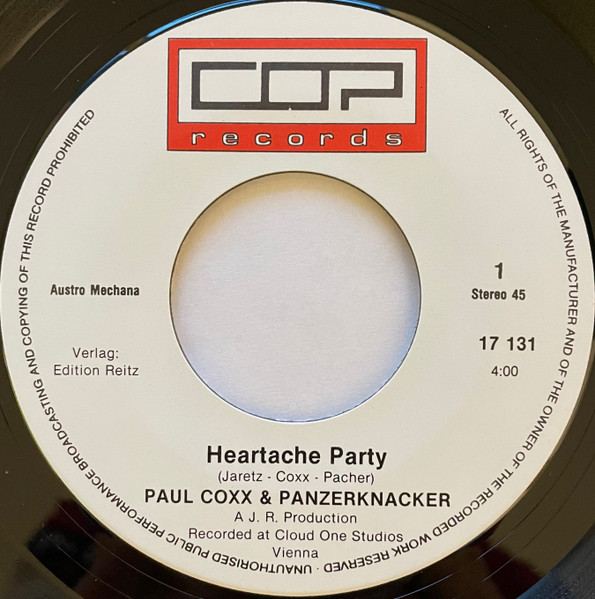 COP
records
ALL RIGHTS OF THE MANUFACTURER AND OF THE OWNER OF THE RECORDED WORK RESERVED · UNAUTHORISED PUBLIC PERFORMANCE BROADCASTING AND COPYING OF THIS RECORD PROHIBITED
Austro Mechana
Verlag:
Edition Reitz
1
Stereo 45
17 131
4:00
Heartache Party
(Jaretz - Coxx - Pacher)
PAUL COXX & PANZERKNACKER
A J. R. Production
Recorded at Cloud One Studios
Vienna